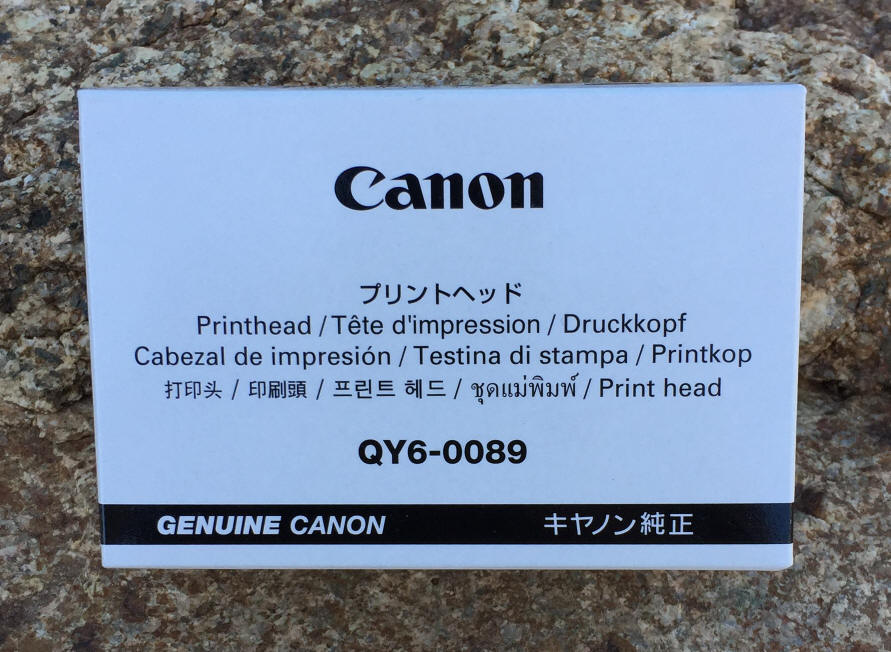 Canon
プリントヘッド
Printhead / Tête d'impression / Druckkopf
Cabezal de impresión / Testina di stampa / Printkop
打印头 / 印刷頭 / 프린트 헤드 / ชุดแม่พิมพ์ / Print head
QY6-0089
GENUINE CANON キヤノン純正